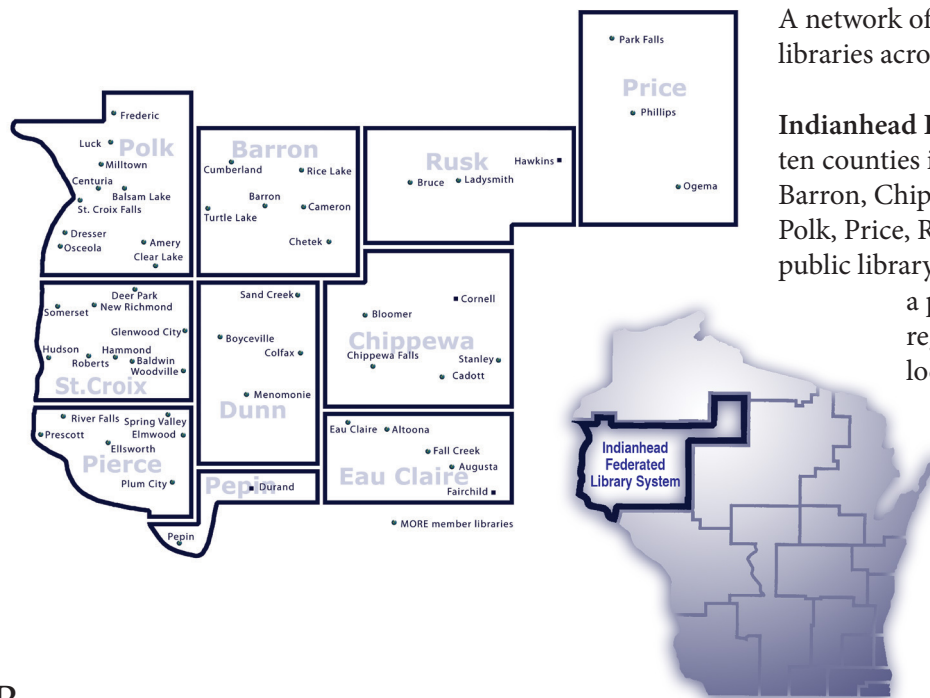 A network of
libraries acro
Indianhead
ten counties i
Barron, Chip
Polk, Price, R
public library
a p
re
lo
Park Falls
Price
Phillips
Ogema
Frederic
Luck
Polk
Milltown
Centuria
Balsam Lake
St. Croix Falls
Dresser
Osceola
Amery
Clear Lake
Barron
Cumberland
Rice Lake
Barron
Turtle Lake
Cameron
Chetek
Rusk
Hawkins
Bruce
Ladysmith
Deer Park
Somerset
New Richmond
Glenwood City
Hudson
Hammond
Roberts
Baldwin
Woodville
St.Croix
Sand Creek
Boyceville
Colfax
Menomonie
Dunn
Cornell
Bloomer
Chippewa
Chippewa Falls
Stanley
Cadott
River Falls
Spring Valley
Prescott
Elmwood
Ellsworth
Pierce
Plum City
Pepin
Durand
Pepin
Eau Claire
Altoona
Fall Creek
Augusta
Eau Claire
Fairchild
MORE member libraries
Indianhead
Federated
Library System